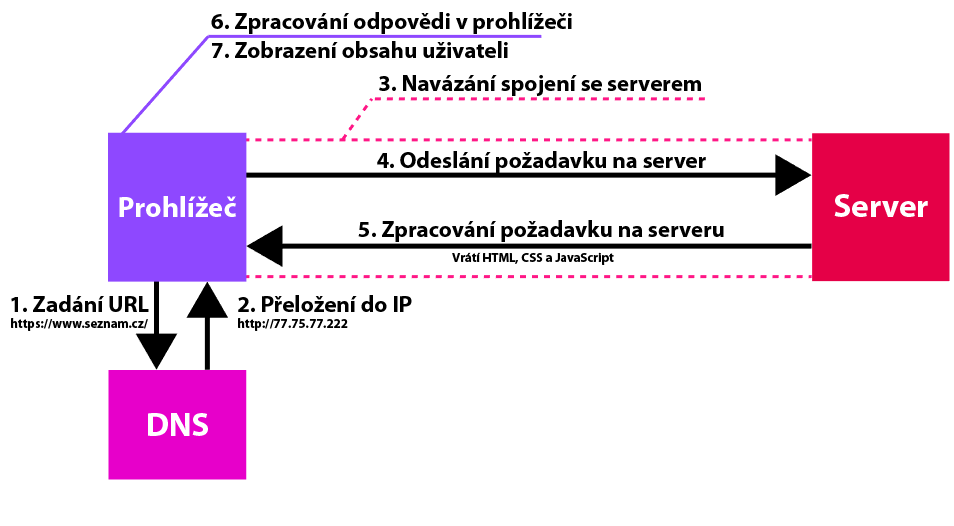 6. Zpracování odpovědi v prohlížeči
7. Zobrazení obsahu uživateli
3. Navázání spojení se serverem
4. Odeslání požadavku na server
Prohlížeč
Server
5. Zpracování požadavku na serveru
Vrátí HTML, CSS a JavaScript
1. Zadání URL
https://www.seznam.cz/
2. Přeložení do IP
http://77.75.77.222
DNS